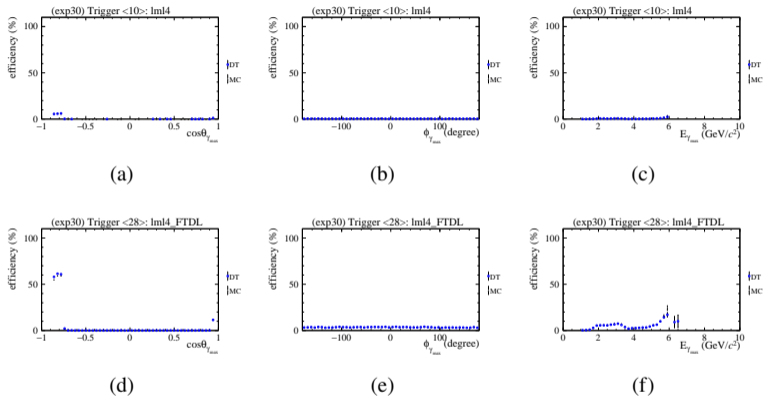 (exp30) Trigger <10>: lml4
efficiency (%)
100
50
0
−1
−0.5
0
0.5
1
cosθγmax
DT
MC
(a)
(exp30) Trigger <10>: lml4
efficiency (%)
100
50
0
−100
0
100
ϕγmax (degree)
DT
MC
(b)
(exp30) Trigger <10>: lml4
efficiency (%)
100
50
0
0
2
4
6
8
10
Eγmax (GeV/c²)
DT
MC
(c)
(exp30) Trigger <28>: lml4_FTDL
efficiency (%)
100
50
0
−1
−0.5
0
0.5
1
cosθγmax
DT
MC
(d)
(exp30) Trigger <28>: lml4_FTDL
efficiency (%)
100
50
0
−100
0
100
ϕγmax (degree)
DT
MC
(e)
(exp30) Trigger <28>: lml4_FTDL
efficiency (%)
100
50
0
0
2
4
6
8
10
Eγmax (GeV/c²)
DT
MC
(f)